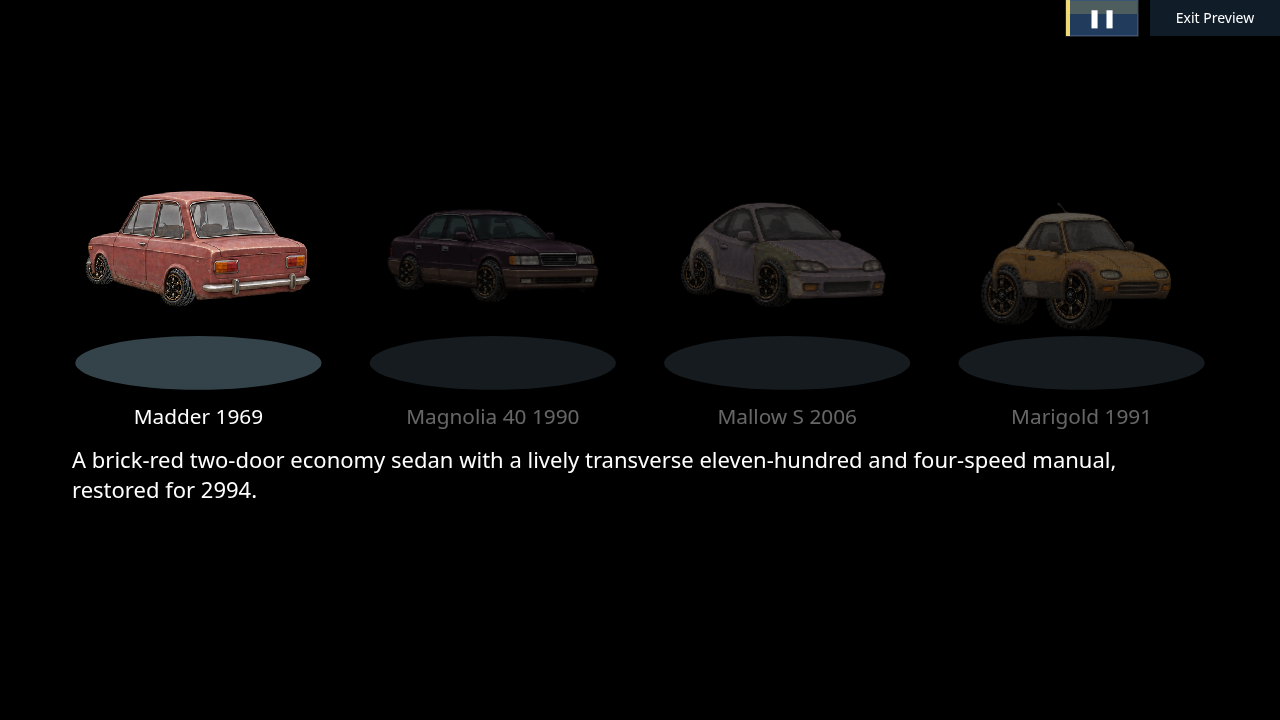 Exit Preview
Madder 1969
Magnolia 40 1990
Mallow S 2006
Marigold 1991
A brick-red two-door economy sedan with a lively transverse eleven-hundred and four-speed manual,
restored for 2994.